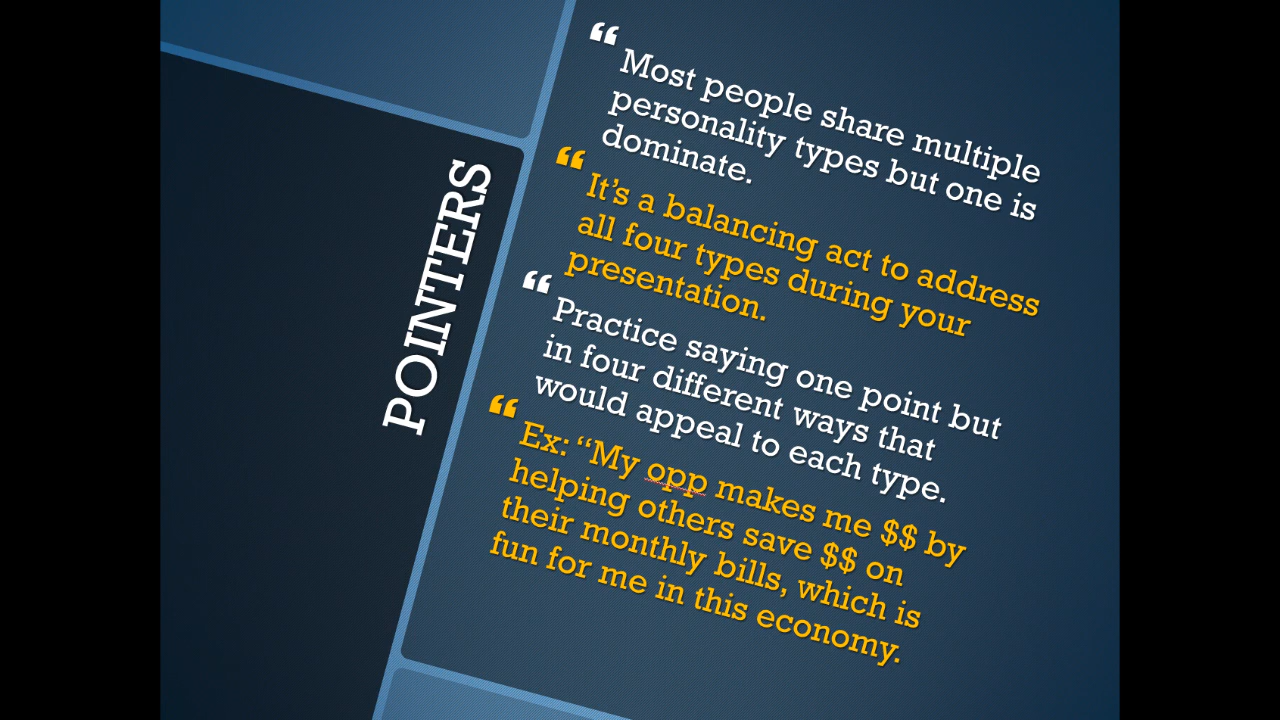 POINTERS
“ Most people share multiple
personality types but one is
dominate.
“ It’s a balancing act to address
all four types during your
presentation.
“ Practice saying one point but
in four different ways that
would appeal to each type.
“ Ex: “My opp makes me $$ by
helping others save $$ on
their monthly bills, which is
fun for me in this economy.